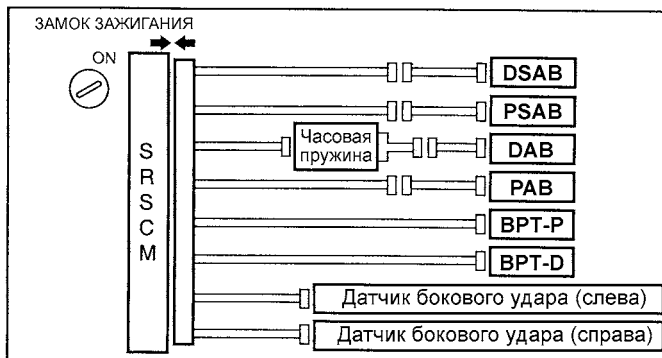 ЗАМОК ЗАЖИГАНИЯ
ON
SRSCM
DSAB
PSAB
Часовая
пружина
DAB
PAB
BPT-P
BPT-D
Датчик бокового удара (слева)
Датчик бокового удара (справа)